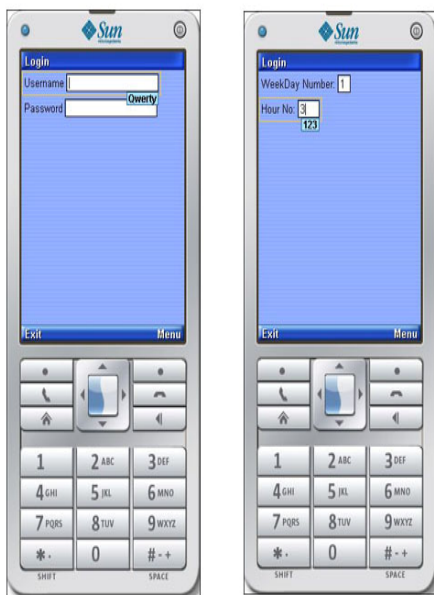 Sun
microsystems
Login
Username
Qwerty
Password
Exit Menu
1 2 ABC 3 DEF
4 GHI 5 JKL 6 MNO
7 PQRS 8 TUV 9 WXYZ
*. 0 #-+
SHIFT SPACE
Sun
microsystems
Login
WeekDay Number: 1
Hour No: 3
123
Exit Menu
1 2 ABC 3 DEF
4 GHI 5 JKL 6 MNO
7 PQRS 8 TUV 9 WXYZ
*. 0 #-+
SHIFT SPACE